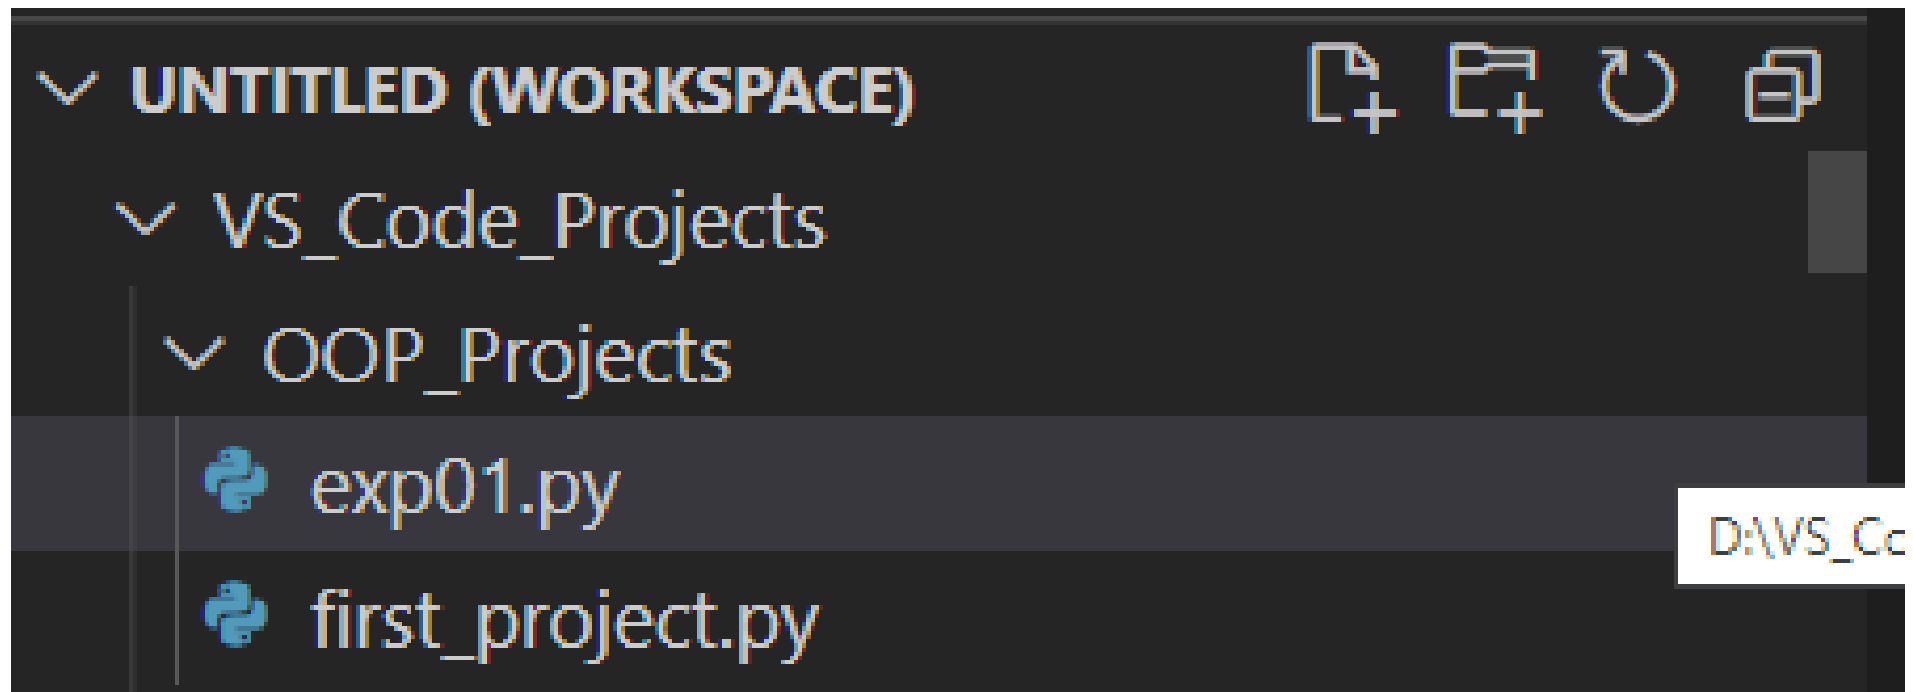 UNTITLED (WORKSPACE)
VS_Code_Projects
OOP_Projects
exp01.py
D:\VS_Co
first_project.py